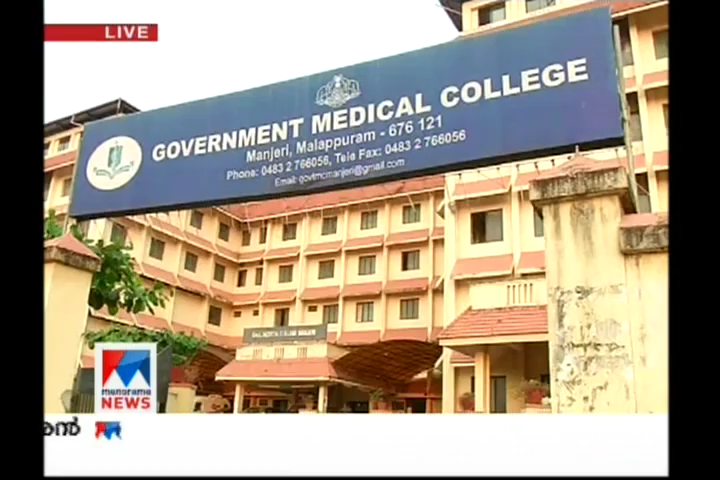 LIVE
GOVERNMENT MEDICAL COLLEGE
Manjeri, Malappuram - 676 121
Phone: 0483 2 766056, Tele Fax: 0483 2 766056
Email: govtmcmanjeri@gmail.com
manorama
NEWS